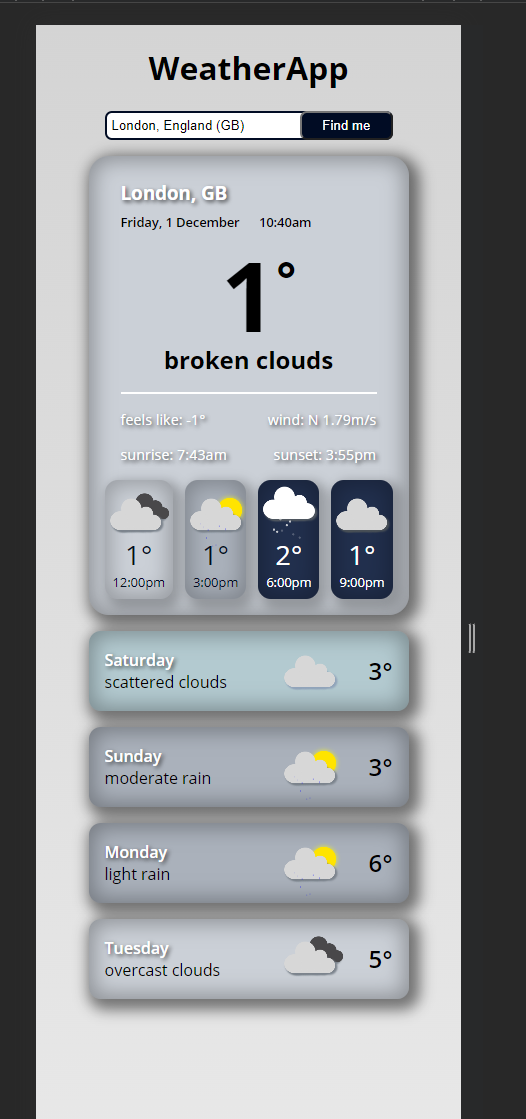 WeatherApp
London, England (GB) Find me
London, GB
Friday, 1 December 10:40am
1°
broken clouds
feels like: -1° wind: N 1.79m/s
sunrise: 7:43am sunset: 3:55pm
1° 1° 2° 1°
12:00pm 3:00pm 6:00pm 9:00pm
Saturday
scattered clouds 3°
Sunday
moderate rain 3°
Monday
light rain 6°
Tuesday
overcast clouds 5°